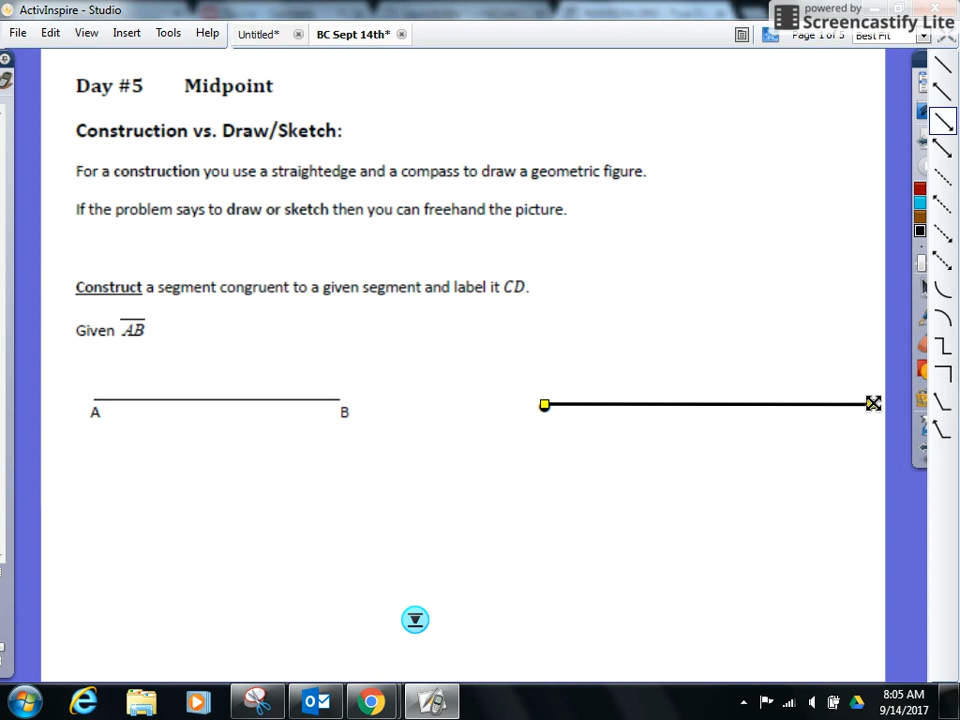 ActivInspire - Studio
powered by
Screencastify Lite
File Edit View Insert Tools Help Untitled* BC Sept 14th* Page 1 of 5 Best Fit
Day #5 Midpoint
Construction vs. Draw/Sketch:
For a construction you use a straightedge and a compass to draw a geometric figure.
If the problem says to draw or sketch then you can freehand the picture.
Construct a segment congruent to a given segment and label it CD.
Given AB
A B
8:05 AM
9/14/2017